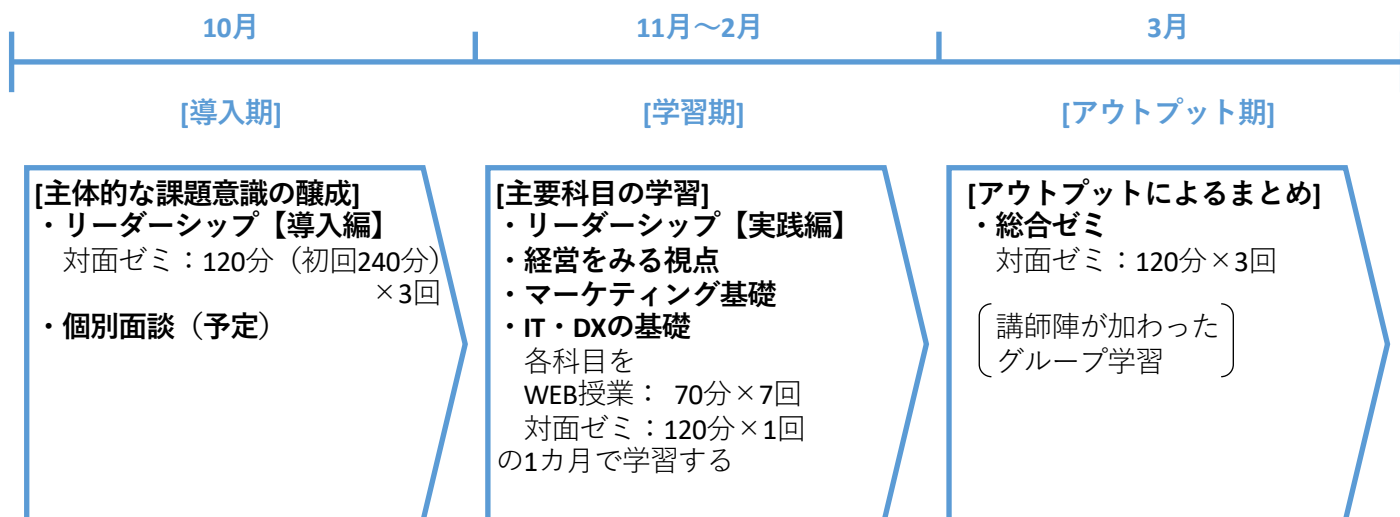 10月
11月～2月
3月
[導入期]
[学習期]
[アウトプット期]
[主体的な課題意識の醸成]
・リーダーシップ【導入編】
対面ゼミ：120分（初回240分）
×3回
・個別面談（予定）
[主要科目の学習]
・リーダーシップ【実践編】
・経営をみる視点
・マーケティング基礎
・IT・DXの基礎
各科目を
WEB授業： 70分×7回
対面ゼミ：120分×1回
の1カ月で学習する
[アウトプットによるまとめ]
・総合ゼミ
対面ゼミ：120分×3回
講師陣が加わった
グループ学習